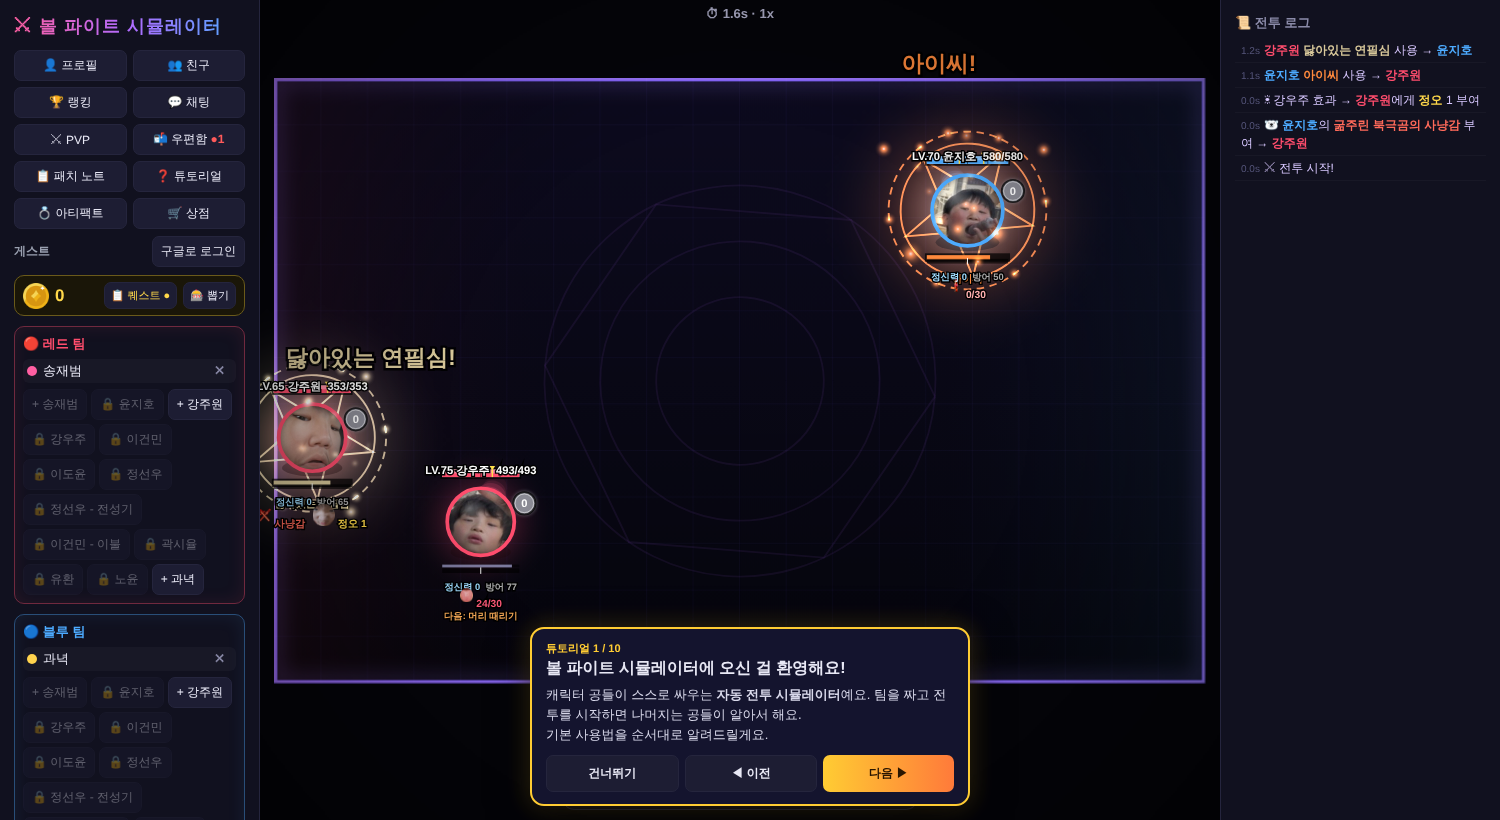 ⚔ 볼 파이트 시뮬레이터
👤 프로필
👥 친구
🏆 랭킹
💬 채팅
⚔ PVP
📬 우편함 ●1
📋 패치 노트
❓ 튜토리얼
💍 아티팩트
🛒 상점
게스트
구글로 로그인
0
📋 퀘스트 ●
🎰 뽑기
🔴 레드 팀
송재범 ✕
+ 송재범
🔒 윤지호
+ 강주원
🔒 강우주
🔒 이건민
🔒 이도윤
🔒 정선우
🔒 정선우 - 전성기
🔒 이건민 - 이불
🔒 곽시율
🔒 유환
🔒 노윤
+ 과녁
🔵 블루 팀
과녁 ✕
+ 송재범
🔒 윤지호
+ 강주원
🔒 강우주
🔒 이건민
🔒 이도윤
🔒 정선우
🔒 정선우 - 전성기
⏱ 1.6s · 1x
아이씨!
LV.70 윤지호 580/580
0
정신력 0 방어 50
0/30
닳아있는 연필심!
LV.65 강주원 353/353
0
정신력 0 방어 65
사냥감
정오 1
LV.75 강우주 493/493
0
정신력 0 방어 77
24/30
다음: 머리 때리기
튜토리얼 1 / 10
볼 파이트 시뮬레이터에 오신 걸 환영해요!
캐릭터 공들이 스스로 싸우는 자동 전투 시뮬레이터예요. 팀을 짜고 전
투를 시작하면 나머지는 공들이 알아서 해요.
기본 사용법을 순서대로 알려드릴게요.
건너뛰기
◀ 이전
다음 ▶
📜 전투 로그
1.2s 강주원 닳아있는 연필심 사용 → 윤지호
1.1s 윤지호 아이씨 사용 → 강주원
0.0s 강우주 효과 → 강주원에게 정오 1 부여
0.0s 🐻‍❄️ 윤지호의 굶주린 북극곰의 사냥감 부
여 → 강주원
0.0s ⚔ 전투 시작!